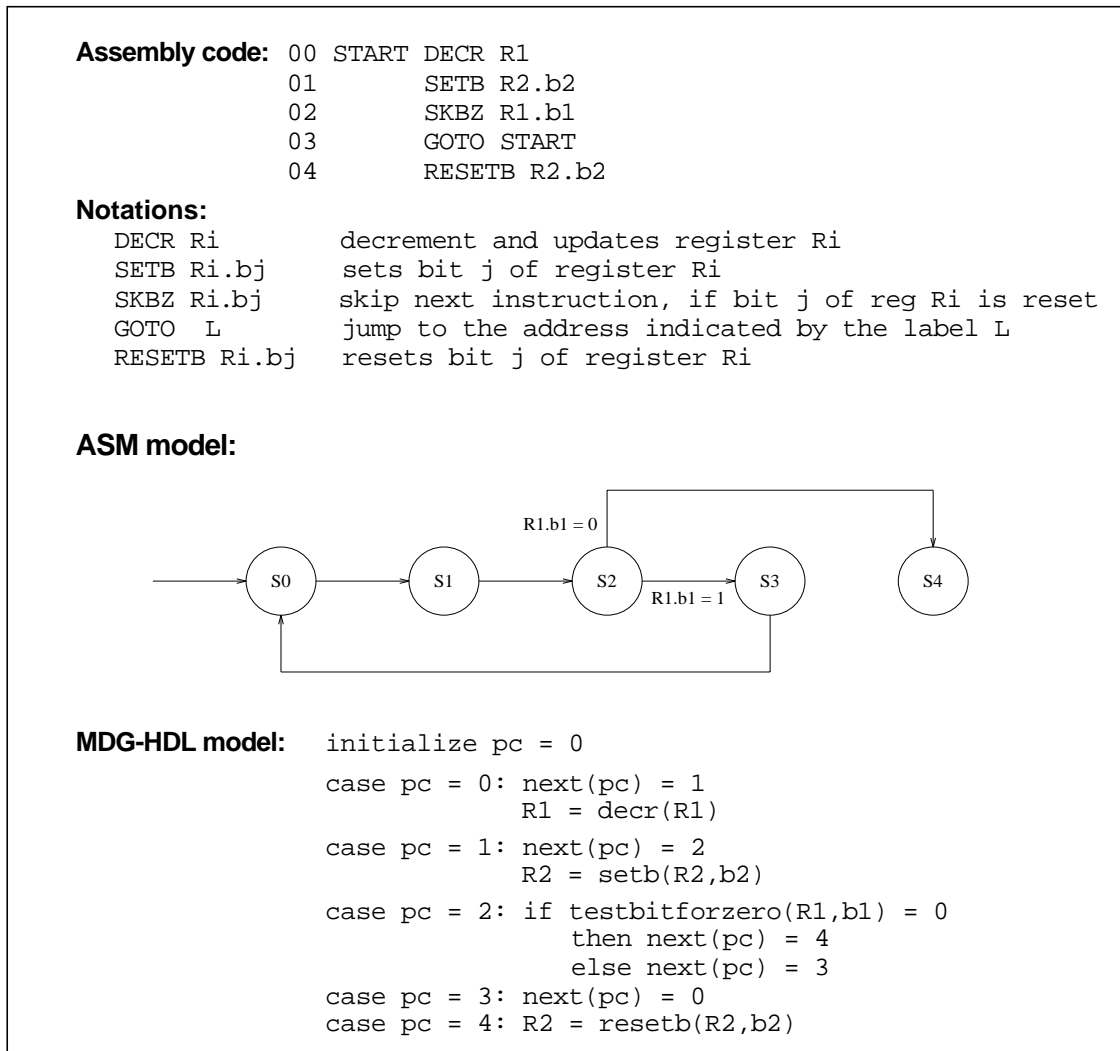 Assembly code: 00 START DECR R1
01 SETB R2.b2
02 SKBZ R1.b1
03 GOTO START
04 RESETB R2.b2
Notations:
DECR Ri decrement and updates register Ri
SETB Ri.bj sets bit j of register Ri
SKBZ Ri.bj skip next instruction, if bit j of reg Ri is reset
GOTO L jump to the address indicated by the label L
RESETB Ri.bj resets bit j of register Ri
ASM model:
R1.b1 = 0
S0 S1 S2 S3 S4
R1.b1 = 1
MDG-HDL model: initialize pc = 0
case pc = 0: next(pc) = 1
R1 = decr(R1)
case pc = 1: next(pc) = 2
R2 = setb(R2,b2)
case pc = 2: if testbitforzero(R1,b1) = 0
then next(pc) = 4
else next(pc) = 3
case pc = 3: next(pc) = 0
case pc = 4: R2 = resetb(R2,b2)